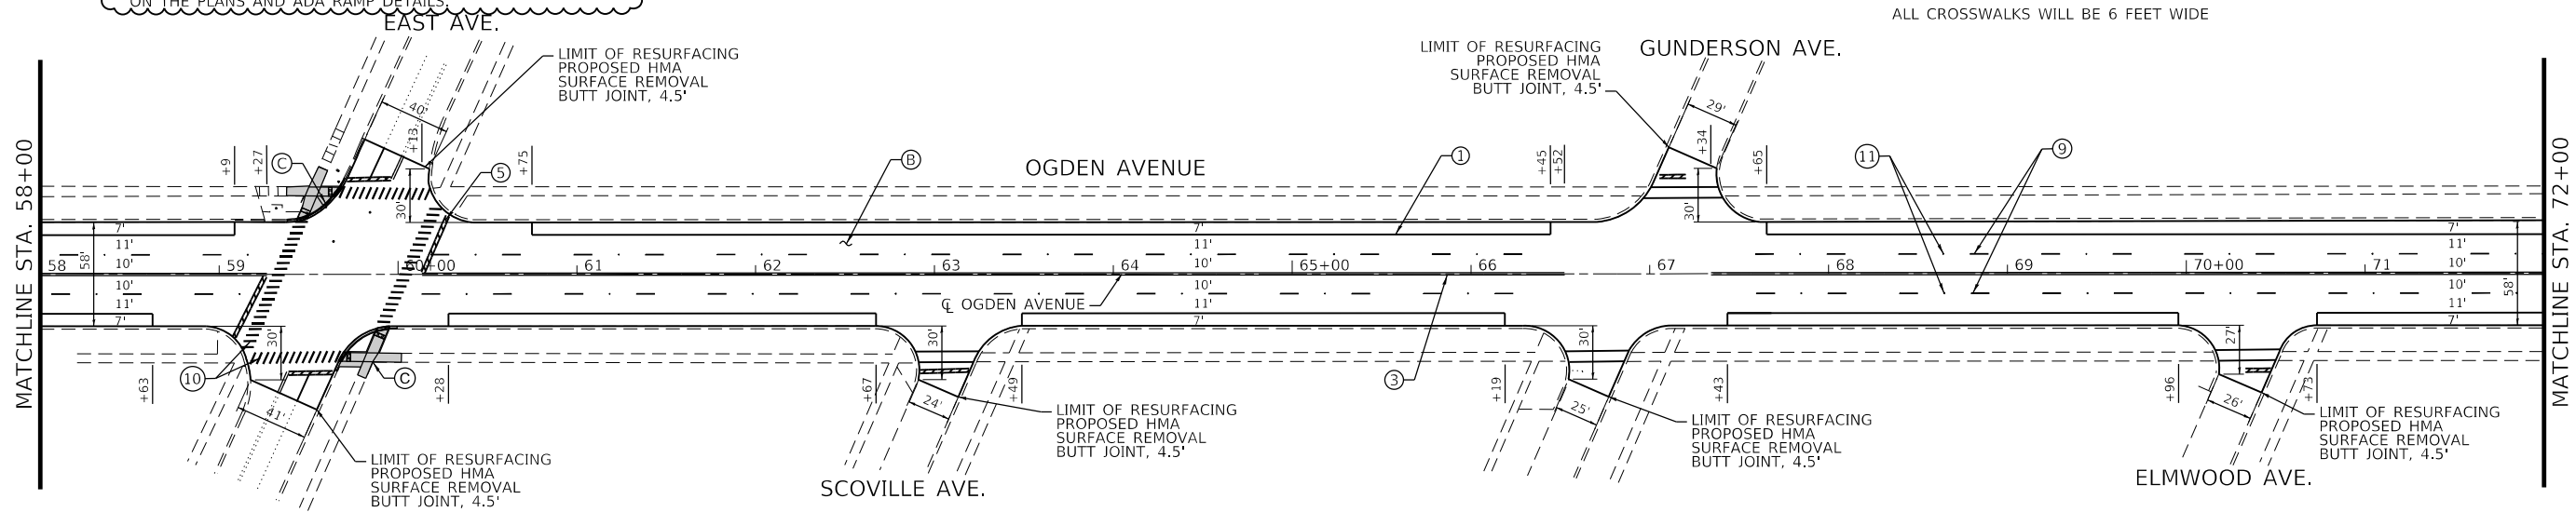 ON THE PLANS AND ADA RAMP DETAILS.
ALL CROSSWALKS WILL BE 6 FEET WIDE
EAST AVE.
GUNDERSON AVE.
LIMIT OF RESURFACING
PROPOSED HMA
SURFACE REMOVAL
BUTT JOINT, 4.5'
LIMIT OF RESURFACING
PROPOSED HMA
SURFACE REMOVAL
BUTT JOINT, 4.5'
40'
+13
29'
+34
MATCHLINE STA. 58+00
+9
+27
C
5
+75
B
OGDEN AVENUE
1
+45
+52
+65
11
9
MATCHLINE STA. 72+00
30'
30'
7'
11'
10'
58'
7'
11'
10'
7'
11'
10'
58
59
60+00
61
62
63
64
65+00
66
67
68
69
70+00
71
10'
11'
7'
10'
11'
7'
10'
11'
7'
58'
℄ OGDEN AVENUE
30'
30'
30'
27'
10
C
3
+63
+28
+67
+49
+19
+43
+96
+73
41'
24'
25'
26'
LIMIT OF RESURFACING
PROPOSED HMA
SURFACE REMOVAL
BUTT JOINT, 4.5'
LIMIT OF RESURFACING
PROPOSED HMA
SURFACE REMOVAL
BUTT JOINT, 4.5'
LIMIT OF RESURFACING
PROPOSED HMA
SURFACE REMOVAL
BUTT JOINT, 4.5'
LIMIT OF RESURFACING
PROPOSED HMA
SURFACE REMOVAL
BUTT JOINT, 4.5'
SCOVILLE AVE.
ELMWOOD AVE.